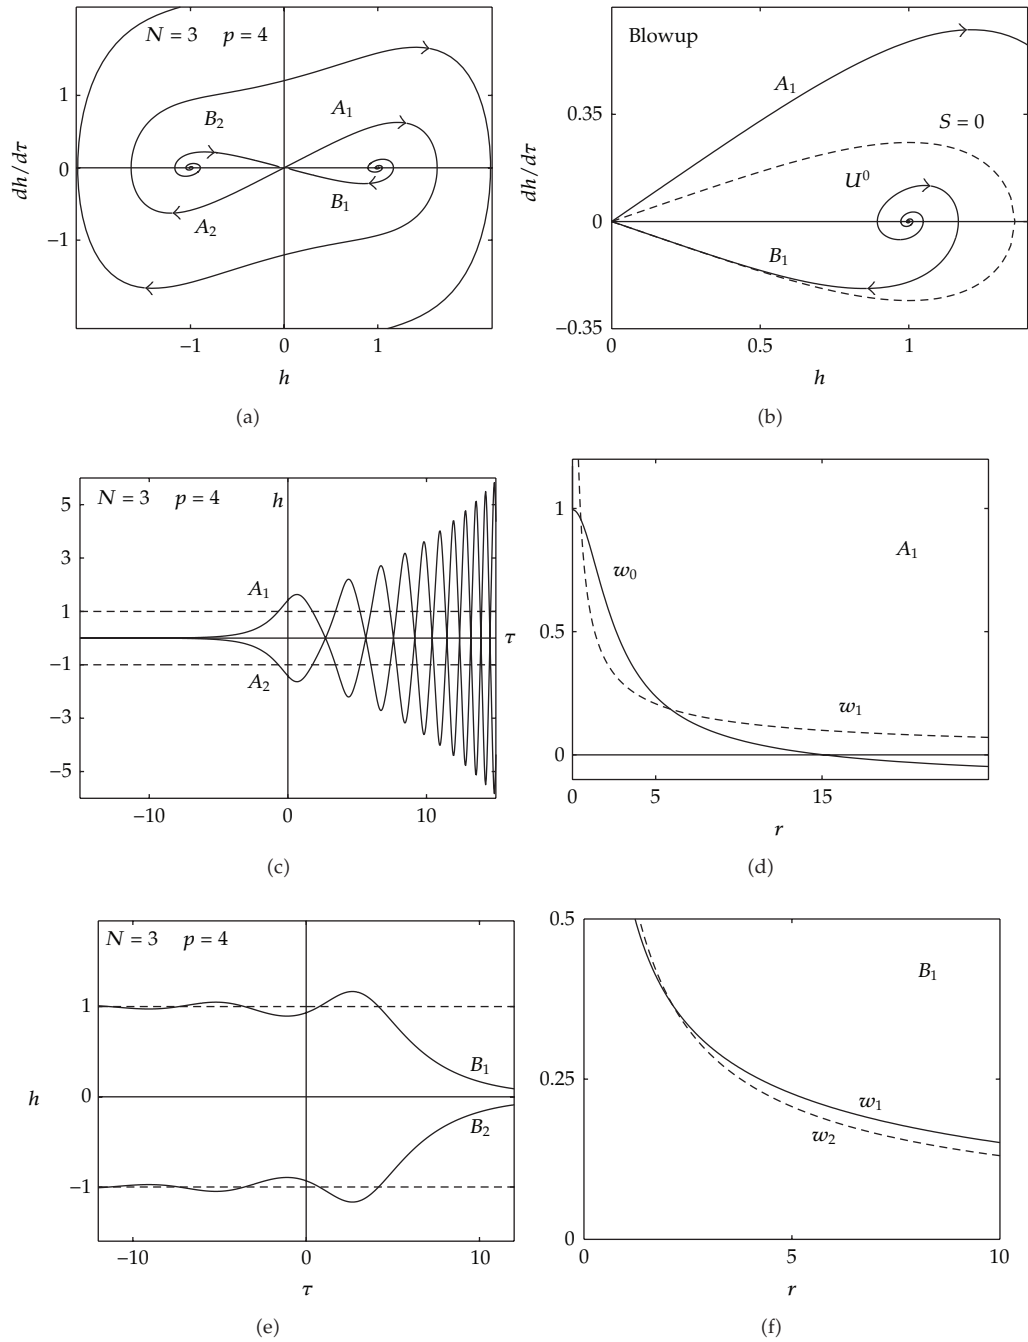 N = 3 p = 4
dh/dτ
1
0
−1
B₂
A₁
A₂
B₁
−1 0 1
h
(a)
Blowup
dh/dτ
0.35
0
−0.35
A₁
S = 0
U⁰
B₁
0 0.5 1
h
(b)
N = 3 p = 4
h
5
3
1
−1
−3
−5
A₁
A₂
τ
−10 0 10
(c)
1
0.5
0
w₀
A₁
w₁
0 5 15
r
(d)
N = 3 p = 4
h
1
0
−1
B₁
B₂
−10 0 10
τ
(e)
0.5
0.25
0
B₁
w₁
w₂
0 5 10
r
(f)